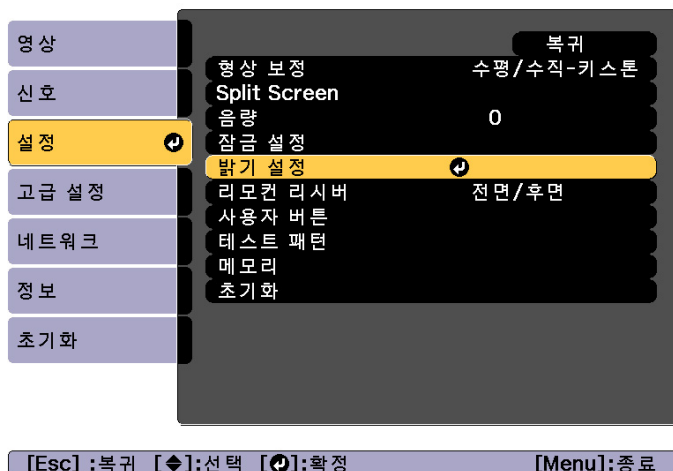 영상
신호
설정
고급 설정
네트워크
정보
초기화
복귀
형상 보정 수평/수직-키스톤
Split Screen
음량 0
잠금 설정
밝기 설정
리모컨 리시버 전면/후면
사용자 버튼
테스트 패턴
메모리
초기화
[Esc] :복귀 [◆]:선택 [⏎]:확정 [Menu]:종료